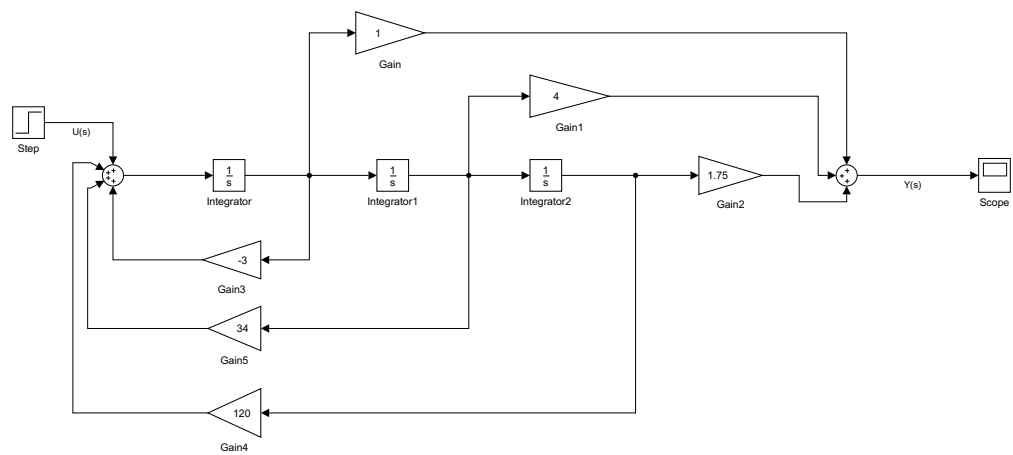 1
Gain
4
Gain1
Step
U(s)
+
+
+
+
1
s
Integrator
1
s
Integrator1
1
s
Integrator2
1.75
Gain2
+
+
+
Y(s)
Scope
-3
Gain3
34
Gain5
120
Gain4